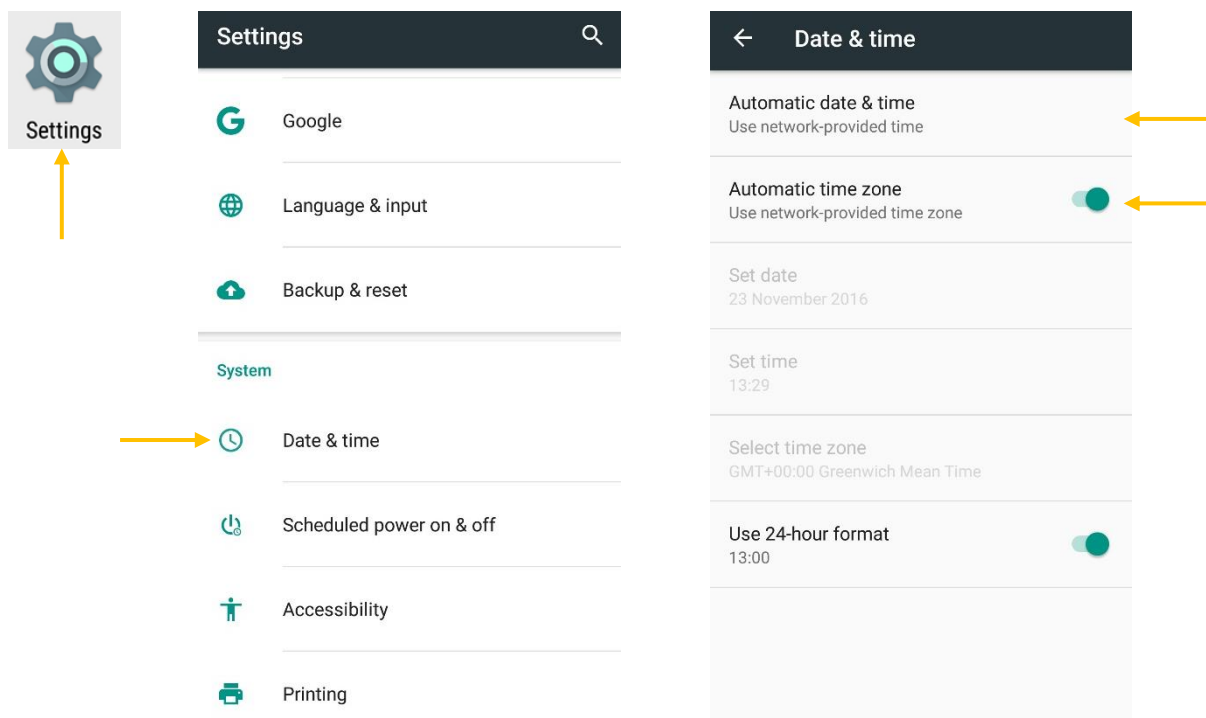 Settings
Settings
Google
Language & input
Backup & reset
System
Date & time
Scheduled power on & off
Accessibility
Printing
Date & time
Automatic date & time
Use network-provided time
Automatic time zone
Use network-provided time zone
Set date
23 November 2016
Set time
13:29
Select time zone
GMT+00:00 Greenwich Mean Time
Use 24-hour format
13:00